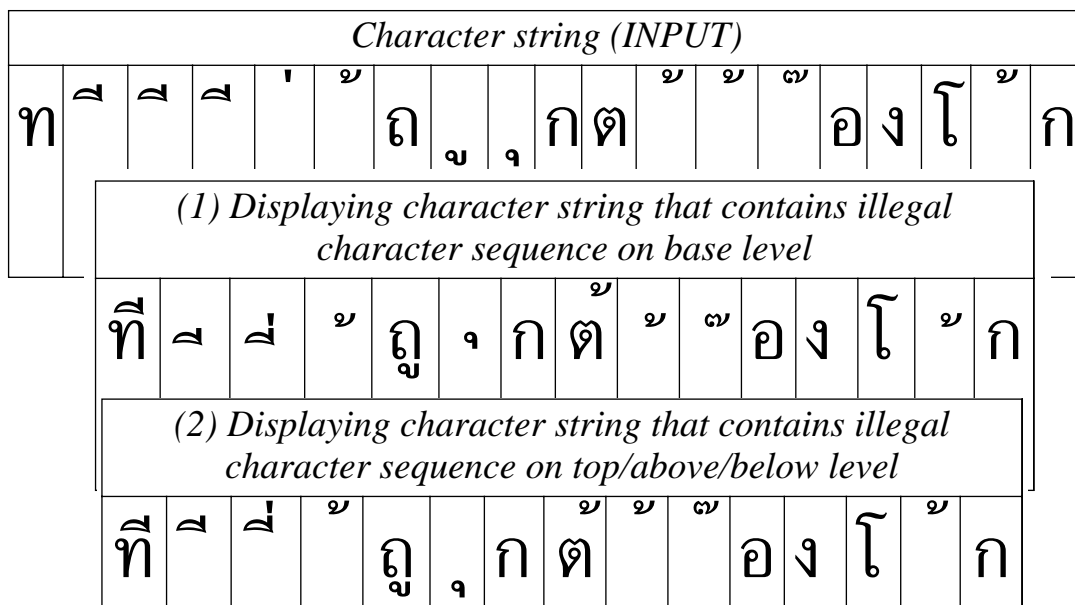 Character string (INPUT)
ท ี ี ี ่ ้ ถ ู ุ ก ต ้ ้ ๊ อ ง โ ้ ก
(1) Displaying character string that contains illegal
character sequence on base level
ที ี ี่ ้ ถู ุ ก ต้ ้ ๊ อ ง โ ้ ก
(2) Displaying character string that contains illegal
character sequence on top/above/below level
ที ี ี่ ้ ถู ุ ก ต้ ้ ๊ อ ง โ ้ ก